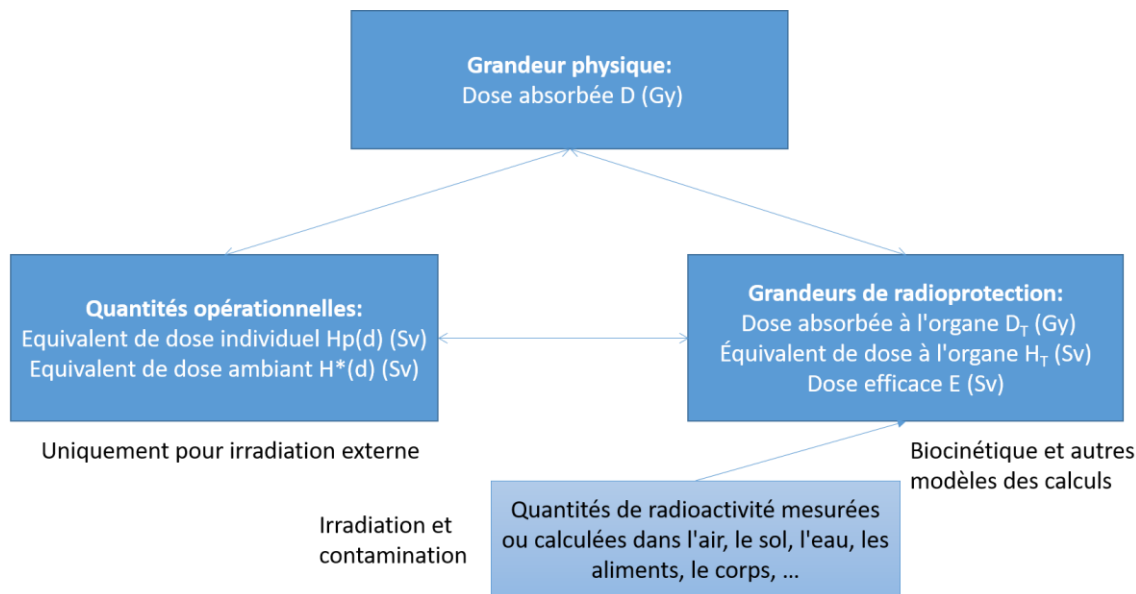 Grandeur physique:
Dose absorbée D (Gy)
Quantités opérationnelles:
Equivalent de dose individuel Hp(d) (Sv)
Equivalent de dose ambiant H*(d) (Sv)
Grandeurs de radioprotection:
Dose absorbée à l'organe D_T (Gy)
Équivalent de dose à l'organe H_T (Sv)
Dose efficace E (Sv)
Uniquement pour irradiation externe
Biocinétique et autres
modèles des calculs
Irradiation et
contamination
Quantités de radioactivité mesurées
ou calculées dans l'air, le sol, l'eau, les
aliments, le corps, ...